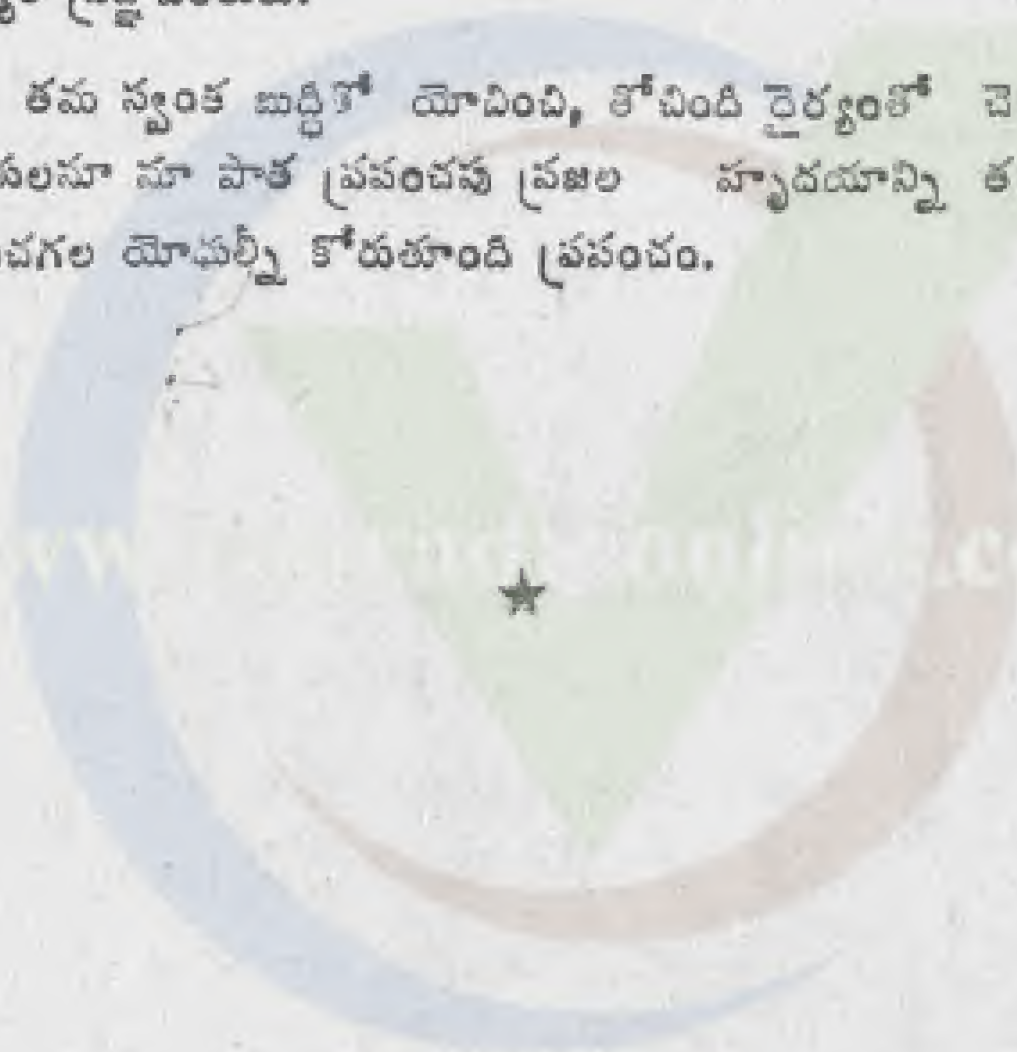 తమ స్వంత బుద్ధితో యోచించి, తోచింది ధైర్యంతో చె
సులనూ మా పాత ప్రపంచపు ప్రజల హృదయాన్ని త
చగల యోధుల్నీ కోరుతూంది ప్రపంచం.
★